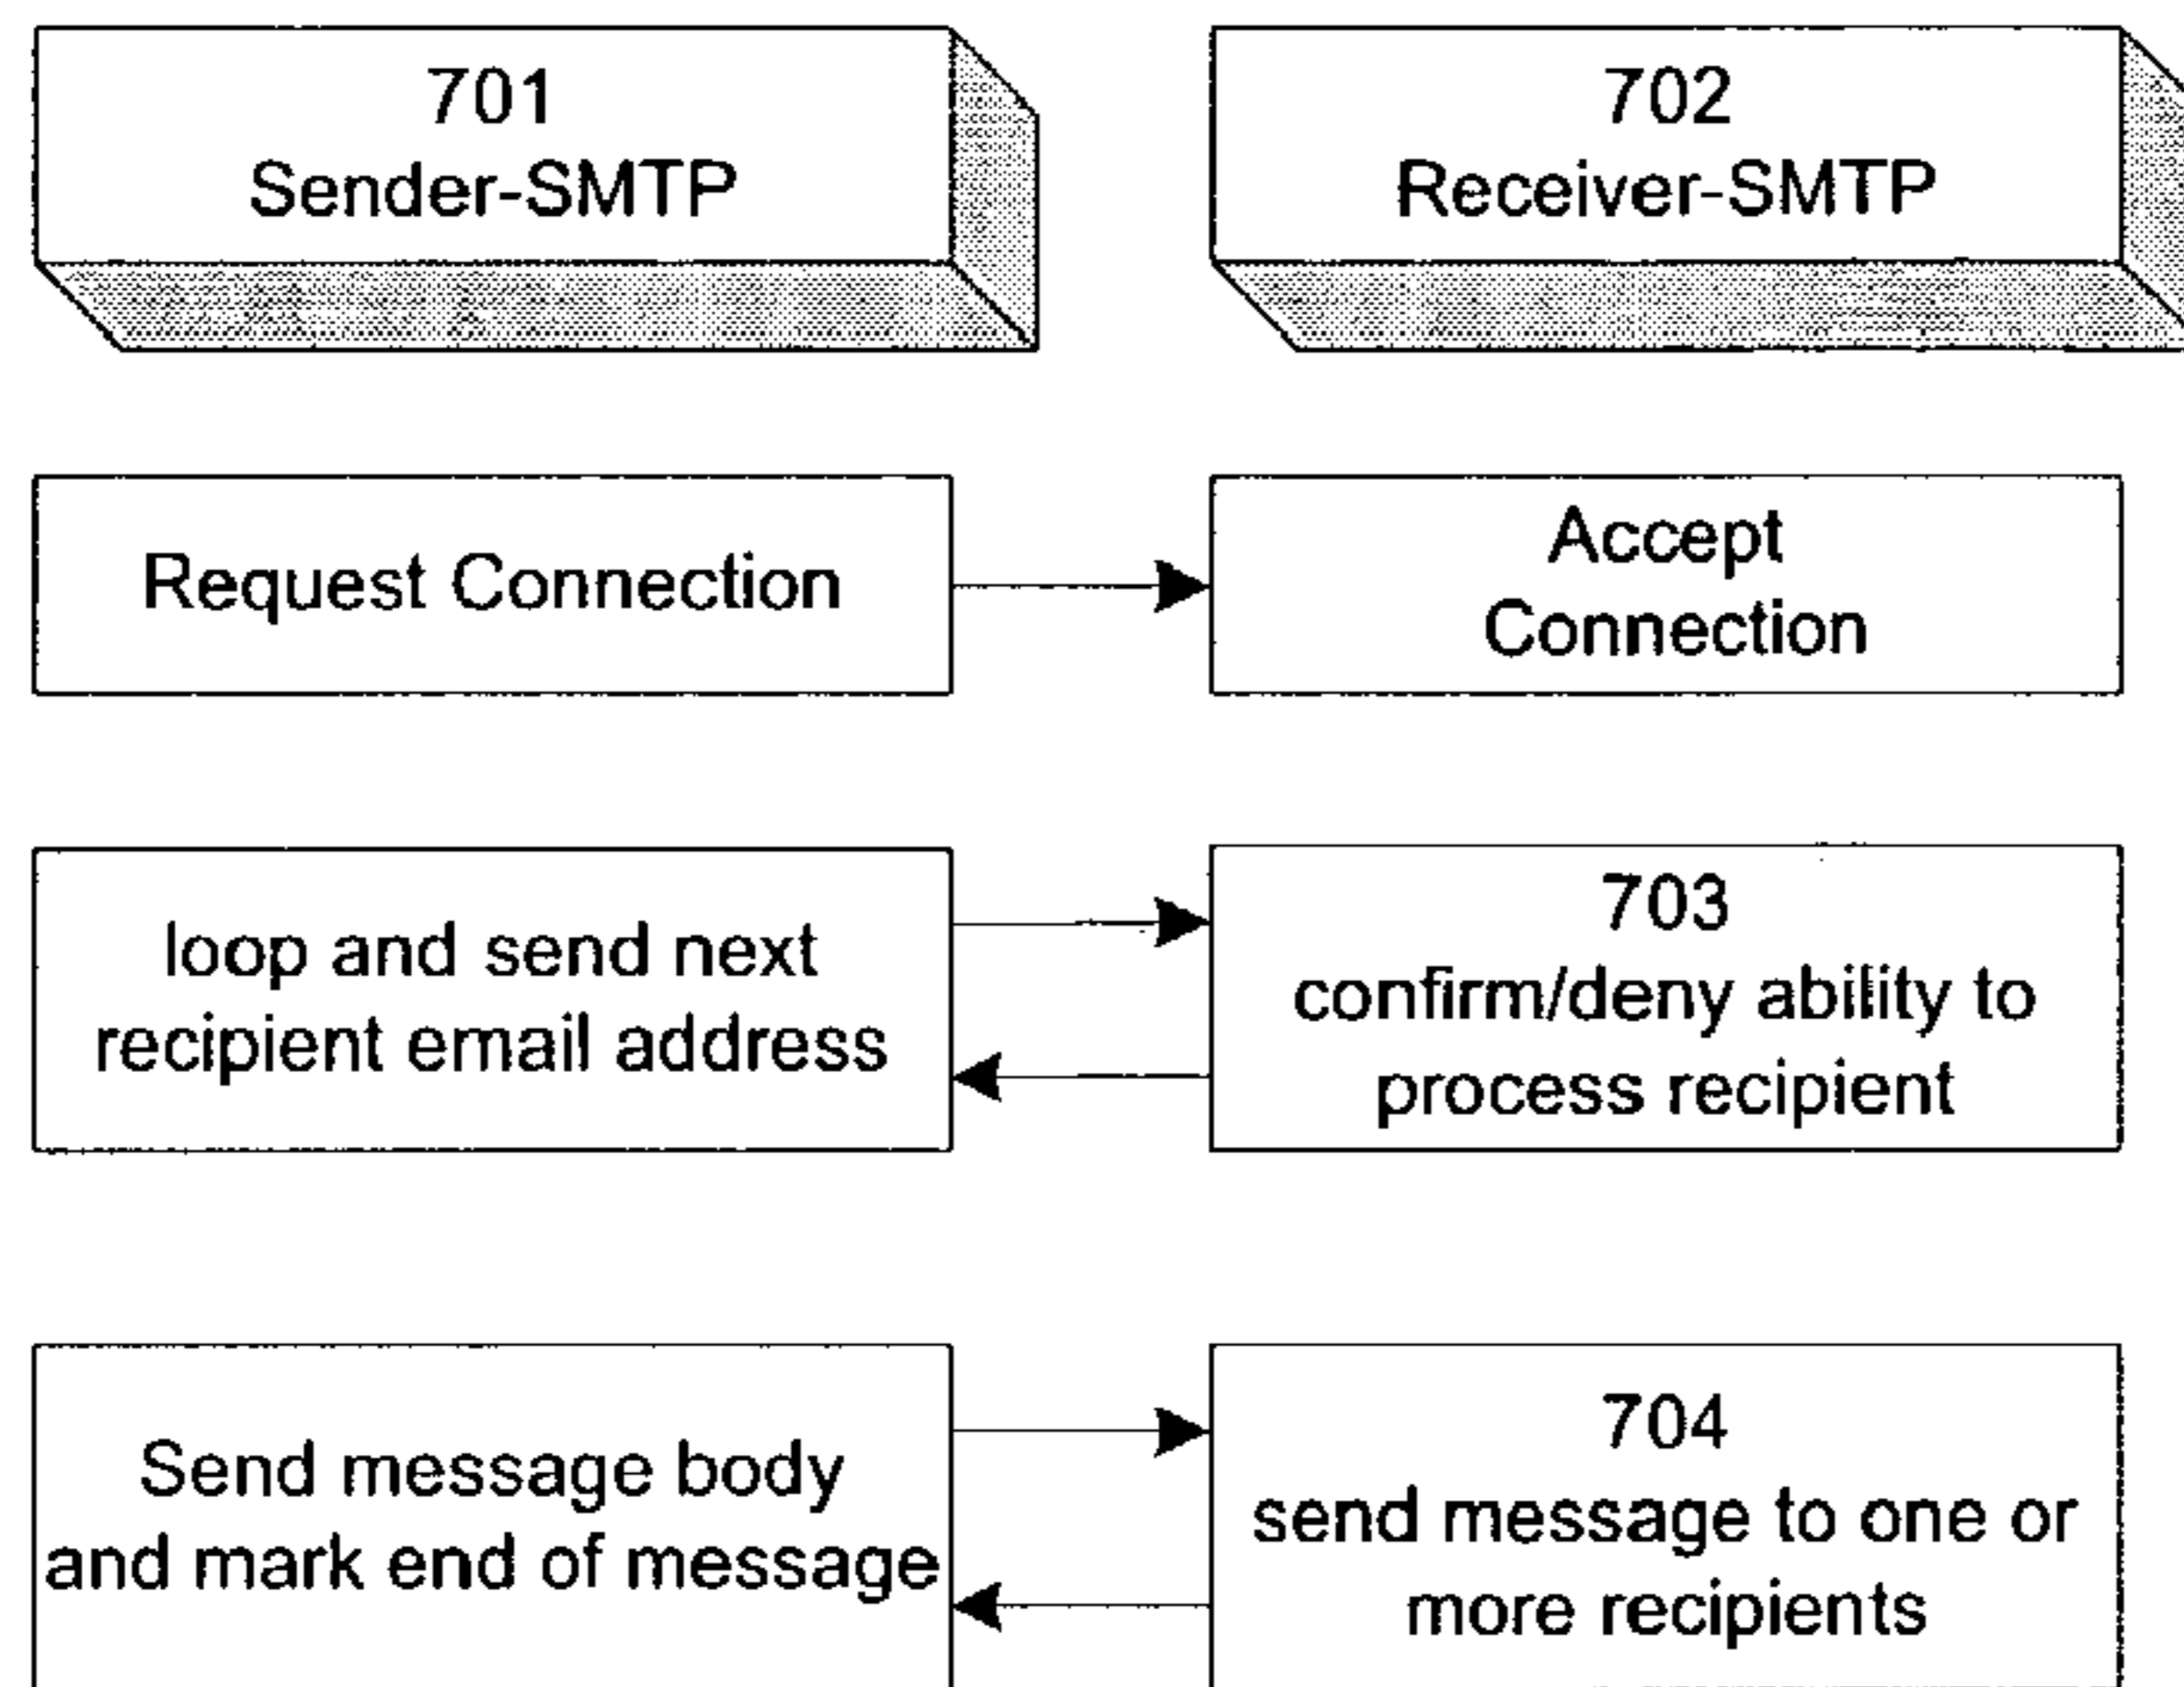 701
Sender-SMTP
702
Receiver-SMTP
Request Connection
Accept
Connection
loop and send next
recipient email address
703
confirm/deny ability to
process recipient
Send message body
and mark end of message
704
send message to one or
more recipients